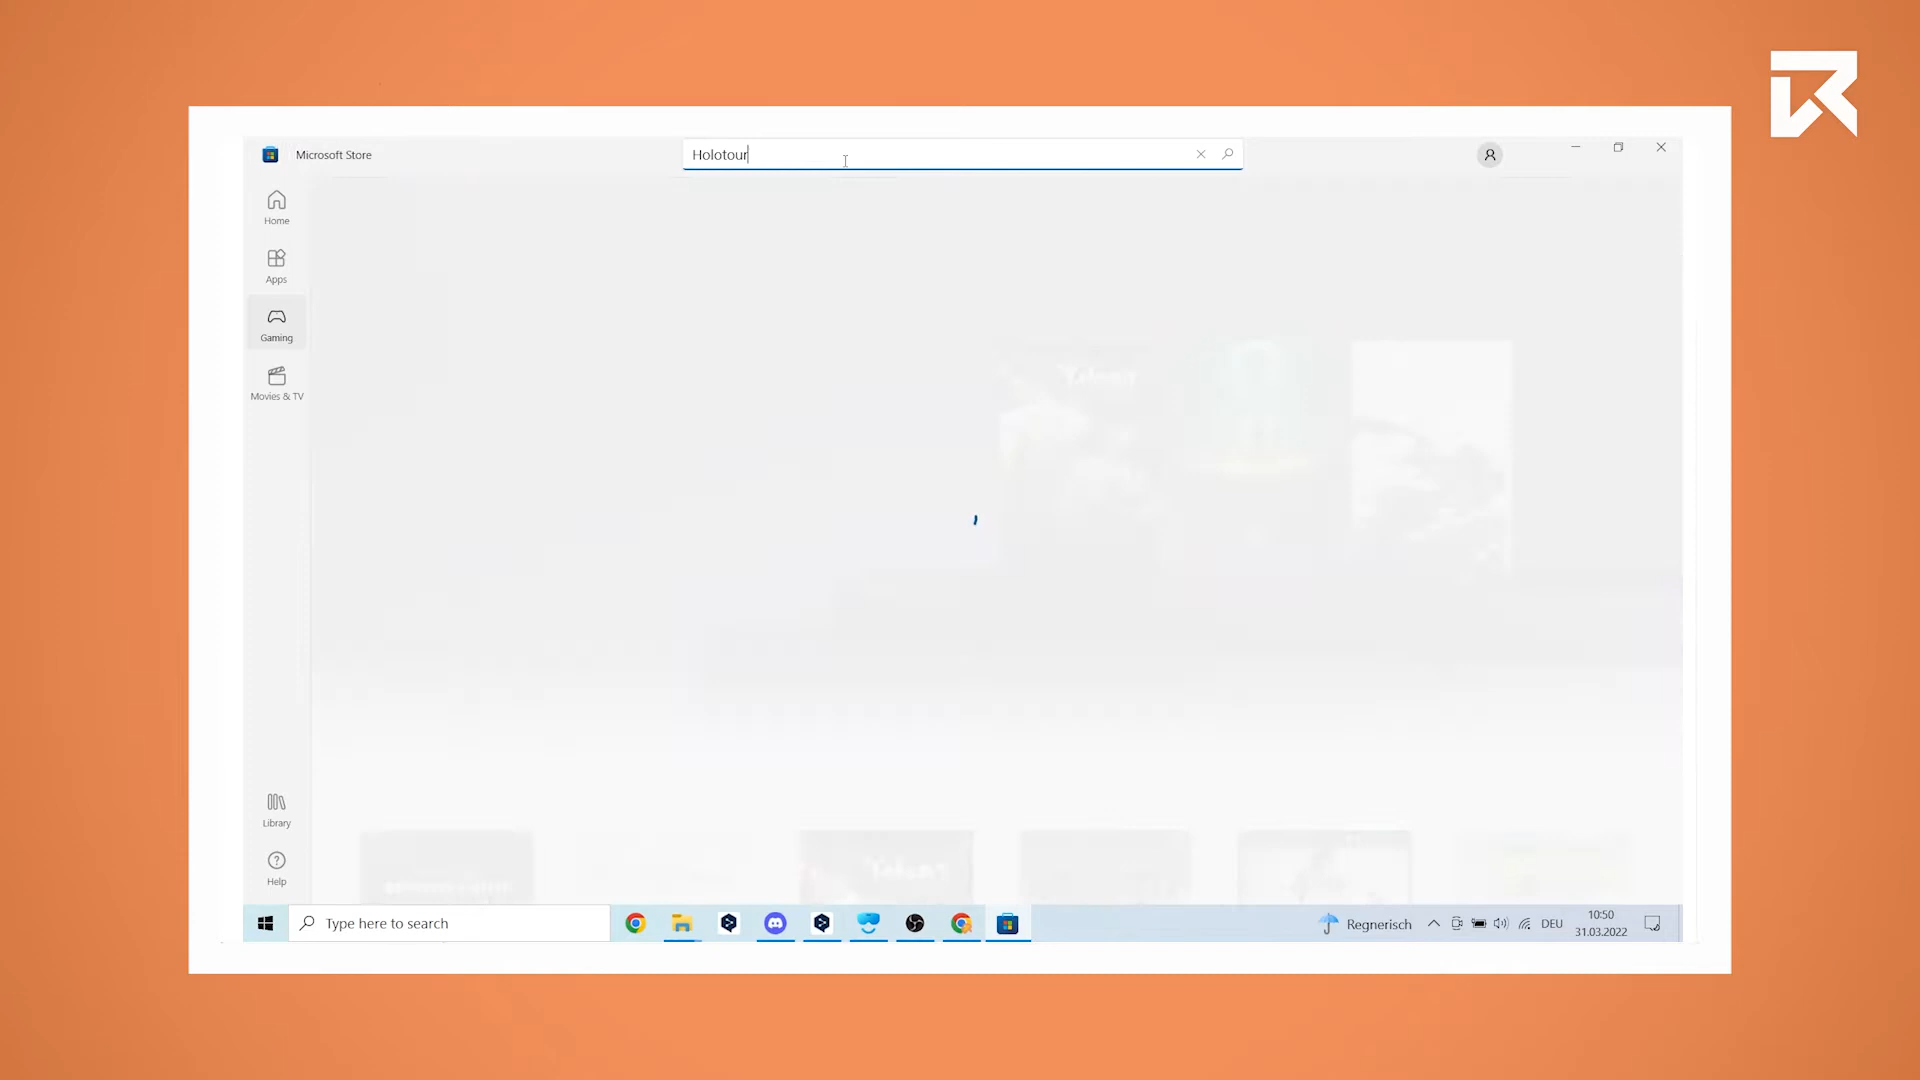 Microsoft Store
Holotour
Home
Apps
Gaming
Movies & TV
Library
Help
Type here to search
Regnerisch
DEU
10:50
31.03.2022